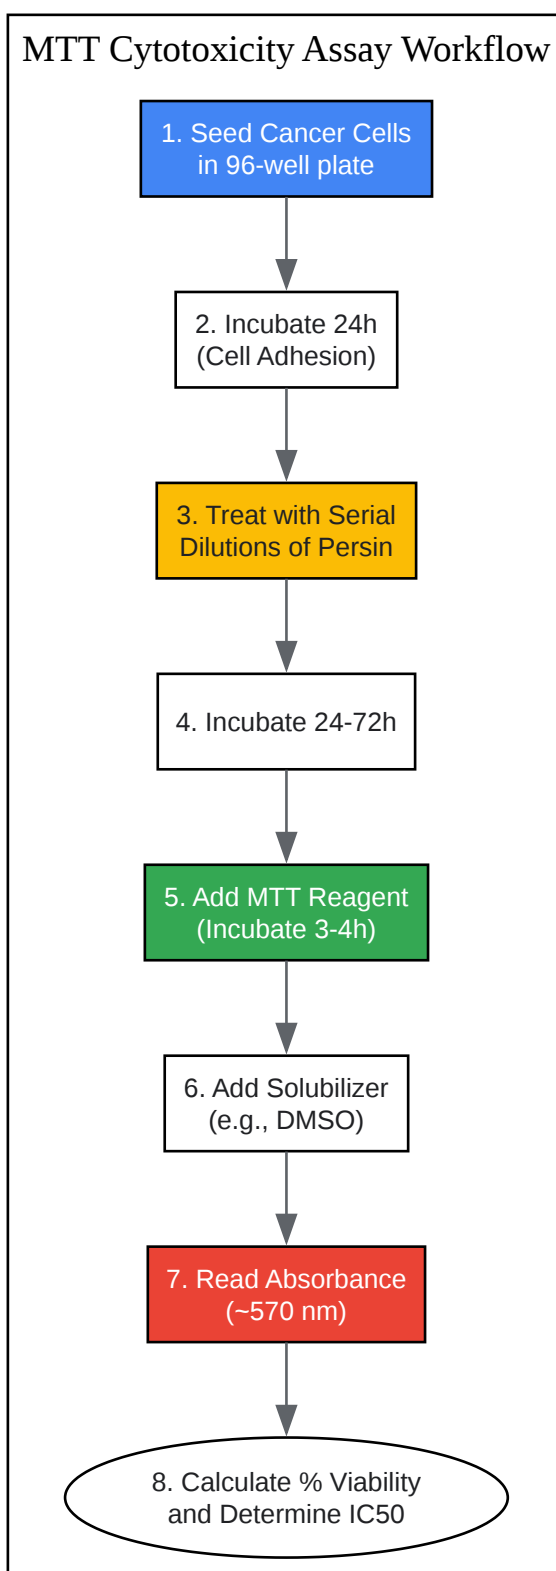 MTT Cytotoxicity Assay Workflow
1. Seed Cancer Cells
in 96-well plate
2. Incubate 24h
(Cell Adhesion)
3. Treat with Serial
Dilutions of Persin
4. Incubate 24-72h
5. Add MTT Reagent
(Incubate 3-4h)
6. Add Solubilizer
(e.g., DMSO)
7. Read Absorbance
(~570 nm)
8. Calculate % Viability
and Determine IC50